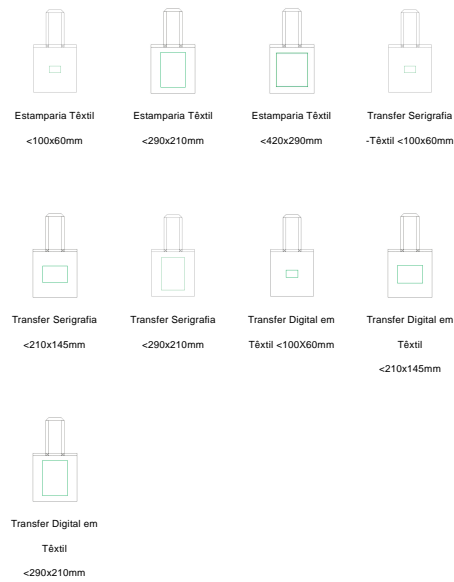 Estamparia Têxtil
<100x60mm
Estamparia Têxtil
<290x210mm
Estamparia Têxtil
<420x290mm
Transfer Serigrafia
-Têxtil <100x60mm
Transfer Serigrafia
<210x145mm
Transfer Serigrafia
<290x210mm
Transfer Digital em
Têxtil <100X60mm
Transfer Digital em
Têxtil
<210x145mm
Transfer Digital em
Têxtil
<290x210mm